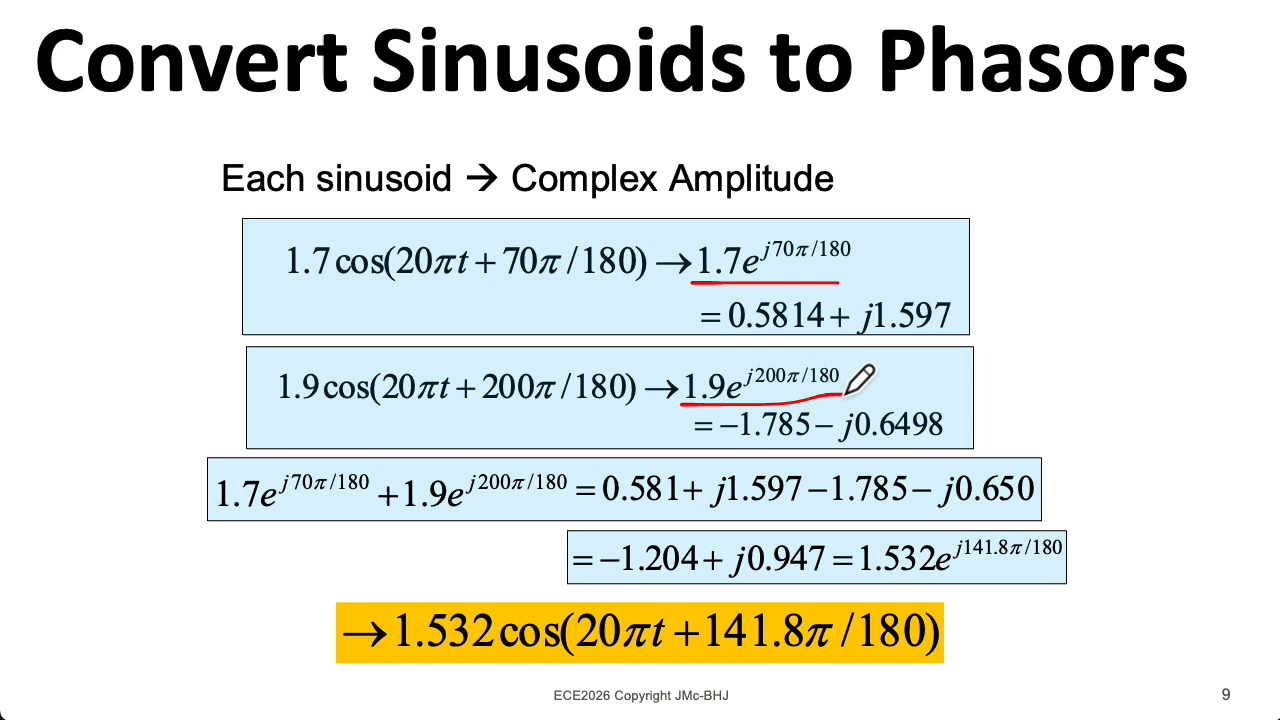 Convert Sinusoids to Phasors
Each sinusoid → Complex Amplitude
1.7cos(20πt + 70π/180) → 1.7e^{j70π/180}
= 0.5814 + j1.597
1.9cos(20πt + 200π/180) → 1.9e^{j200π/180}
= −1.785 − j0.6498
1.7e^{j70π/180} + 1.9e^{j200π/180} = 0.581 + j1.597 − 1.785 − j0.650
= −1.204 + j0.947 = 1.532e^{j141.8π/180}
→ 1.532cos(20πt + 141.8π/180)
ECE2026 Copyright JMc-BHJ
9